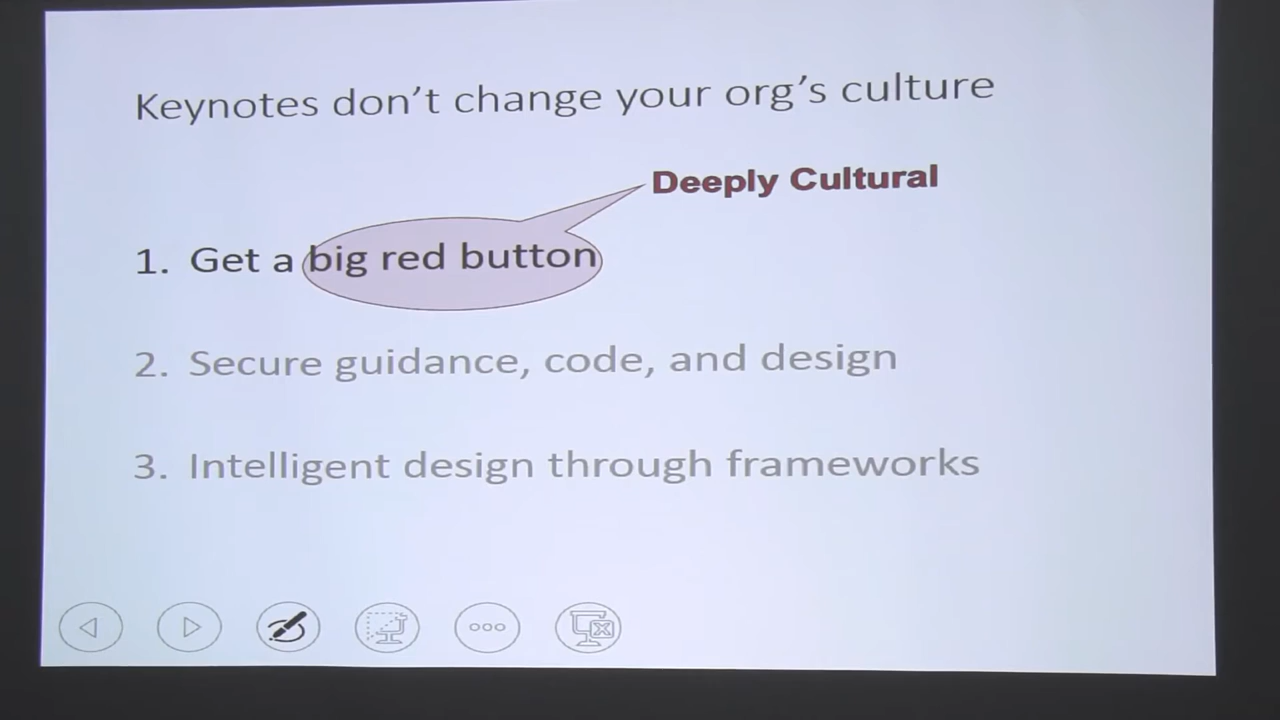 Keynotes don't change your org's culture
Deeply Cultural
1. Get a big red button
2. Secure guidance, code, and design
3. Intelligent design through frameworks